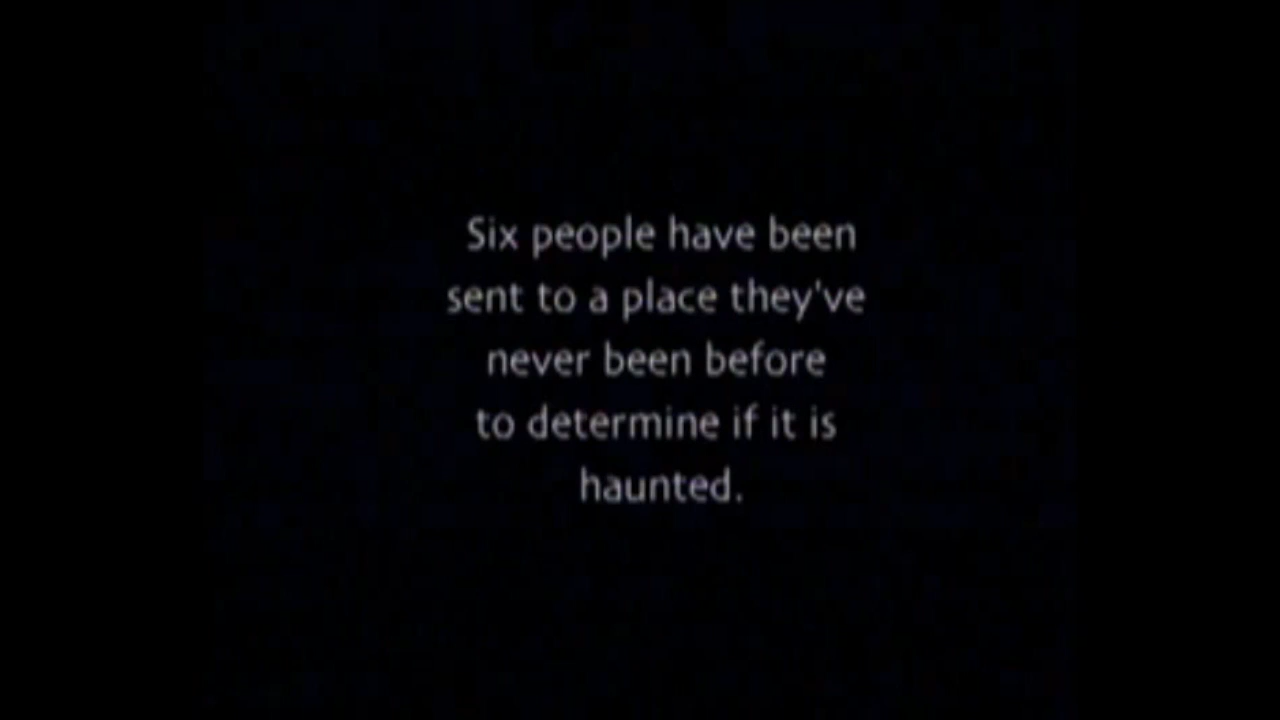 Six people have been
sent to a place they've
never been before
to determine if it is
haunted.